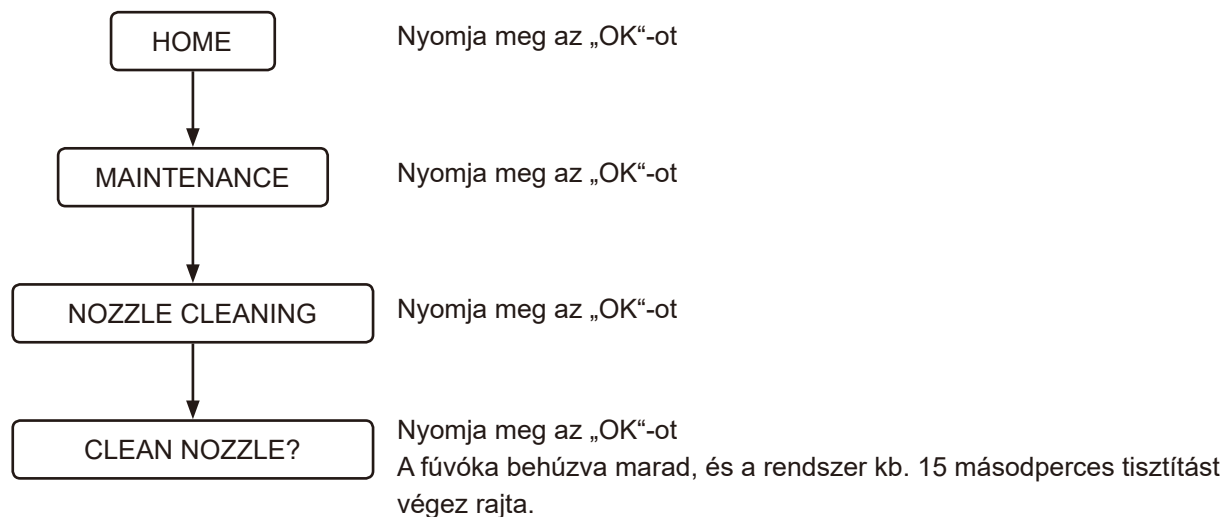 HOME
Nyomja meg az „OK“-ot
MAINTENANCE
Nyomja meg az „OK“-ot
NOZZLE CLEANING
Nyomja meg az „OK“-ot
CLEAN NOZZLE?
Nyomja meg az „OK“-ot
A fúvóka behúzva marad, és a rendszer kb. 15 másodperces tisztítást
végez rajta.